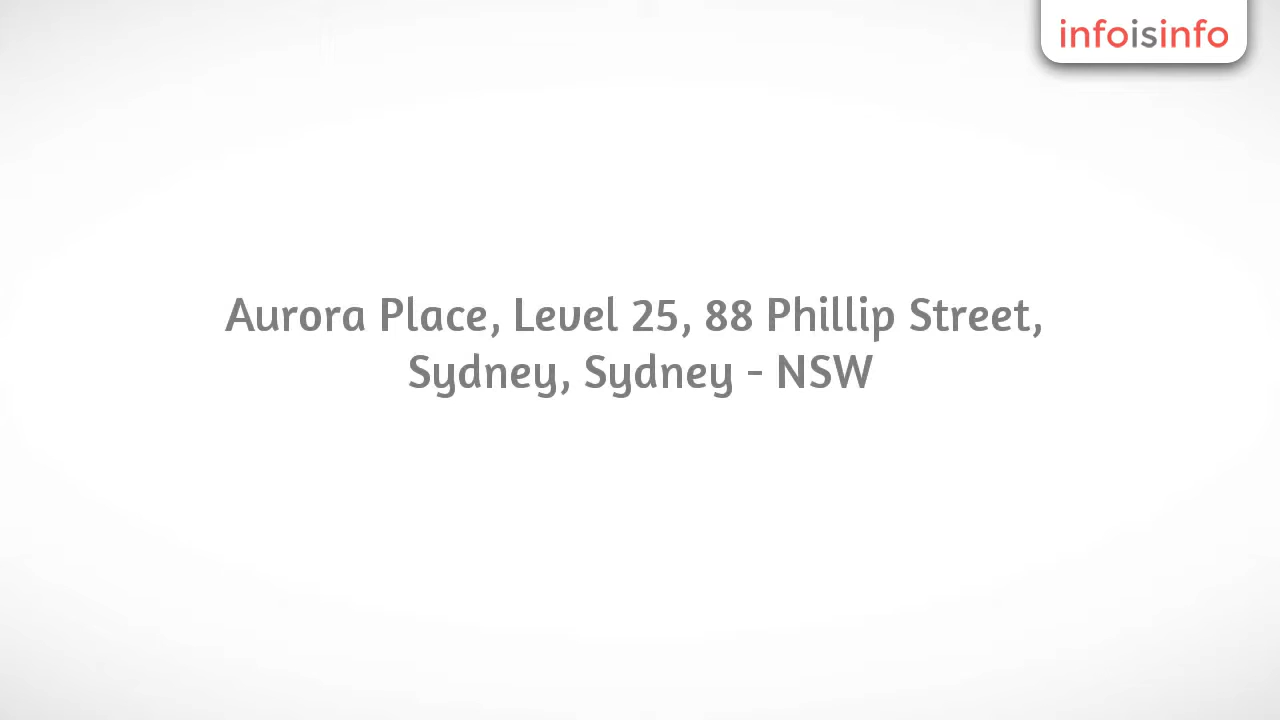 infoisinfo
Aurora Place, Level 25, 88 Phillip Street,
Sydney, Sydney - NSW